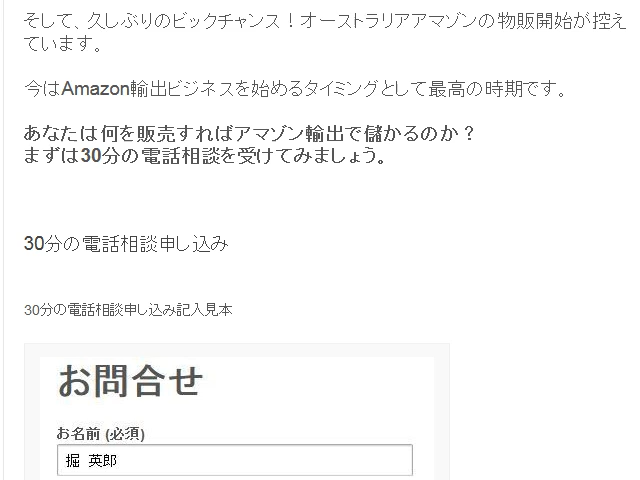 そして、久しぶりのビックチャンス！オーストラリアアマゾンの物販開始が控え
ています。
今はAmazon輸出ビジネスを始めるタイミングとして最高の時期です。
あなたは何を販売すればアマゾン輸出で儲かるのか？
まずは30分の電話相談を受けてみましょう。
30分の電話相談申し込み
30分の電話相談申し込み記入見本
お問合せ
お名前 (必須)
掘 英郎